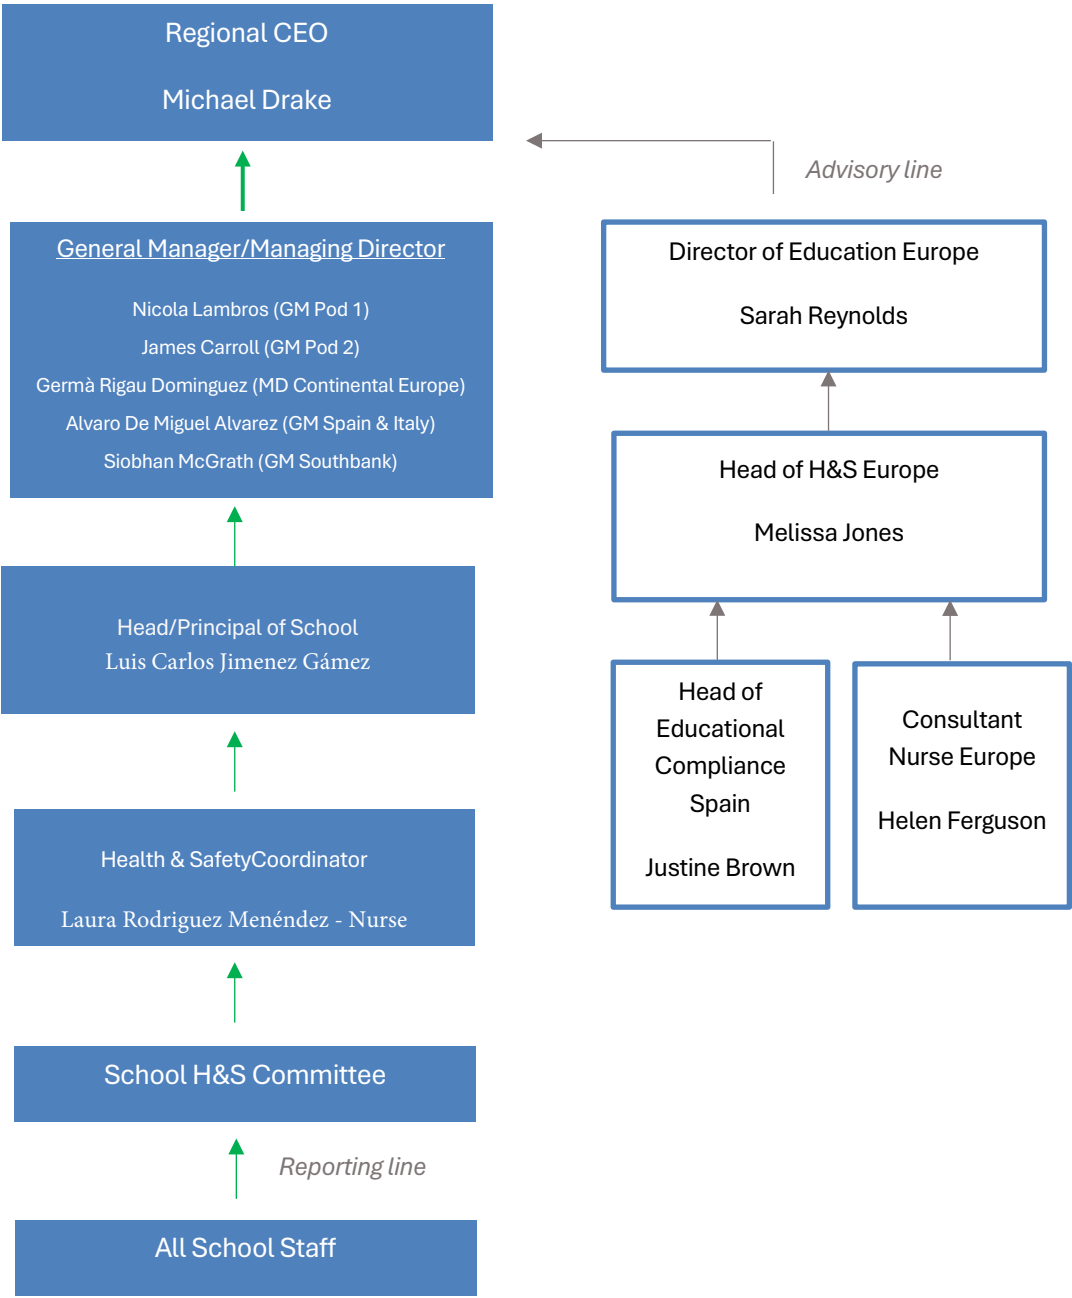 Regional CEO
Michael Drake
General Manager/Managing Director
Nicola Lambros (GM Pod 1)
James Carroll (GM Pod 2)
Germà Rigau Dominguez (MD Continental Europe)
Alvaro De Miguel Alvarez (GM Spain & Italy)
Siobhan McGrath (GM Southbank)
Head/Principal of School
Luis Carlos Jimenez Gámez
Health & SafetyCoordinator
Laura Rodriguez Menéndez - Nurse
School H&S Committee
Reporting line
All School Staff
Advisory line
Director of Education Europe
Sarah Reynolds
Head of H&S Europe
Melissa Jones
Head of
Educational
Compliance
Spain
Justine Brown
Consultant
Nurse Europe
Helen Ferguson